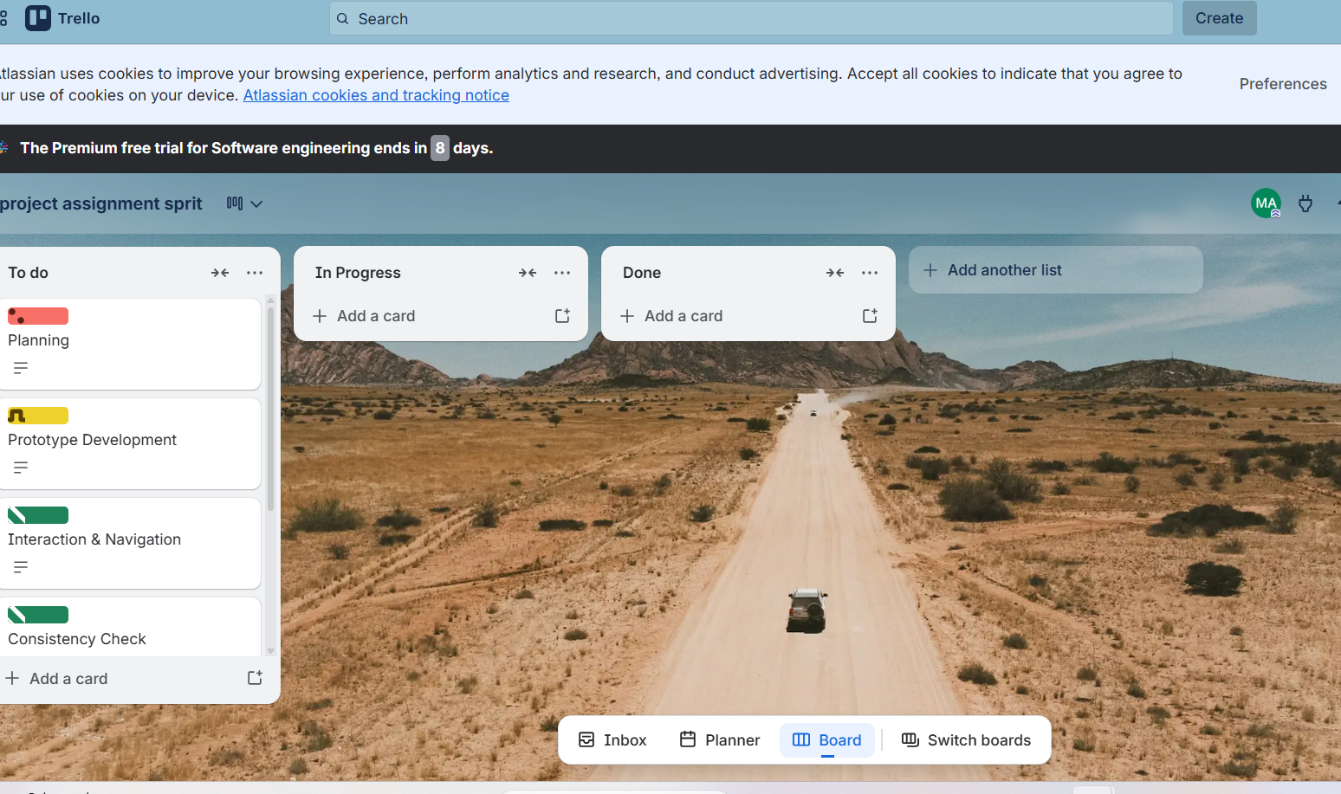 Trello
Search
Create
tlassian uses cookies to improve your browsing experience, perform analytics and research, and conduct advertising. Accept all cookies to indicate that you agree to
ur use of cookies on your device. Atlassian cookies and tracking notice
Preferences
The Premium free trial for Software engineering ends in 8 days.
project assignment sprit
MA
To do
Planning
Prototype Development
Interaction & Navigation
Consistency Check
Add a card
In Progress
Add a card
Done
Add a card
Add another list
Inbox
Planner
Board
Switch boards